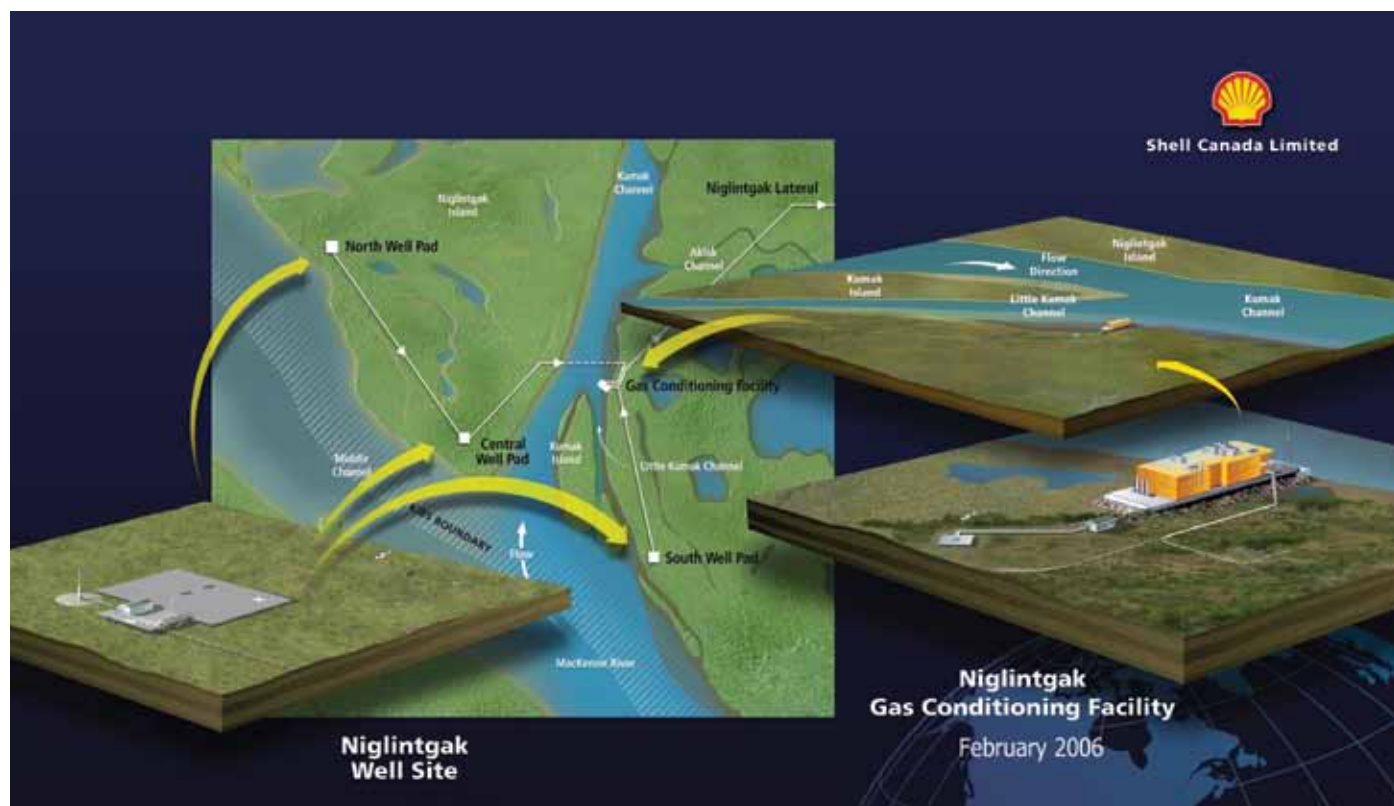 Shell Canada Limited
Kumak
Channel
Niglintgak Lateral
Niglintgak
Island
North Well Pad
Aklak
Channel
Niglintgak
Island
Flow
Direction
Kumak
Island
Little Kumak
Channel
Kumak
Channel
Gas Conditioning Facility
Central
Well Pad
Kumak
Island
Middle
Channel
Little Kumak Channel
KIBS BOUNDARY
Flow
South Well Pad
MacKenzie River
Niglintgak
Gas Conditioning Facility
February 2006
Niglintgak
Well Site